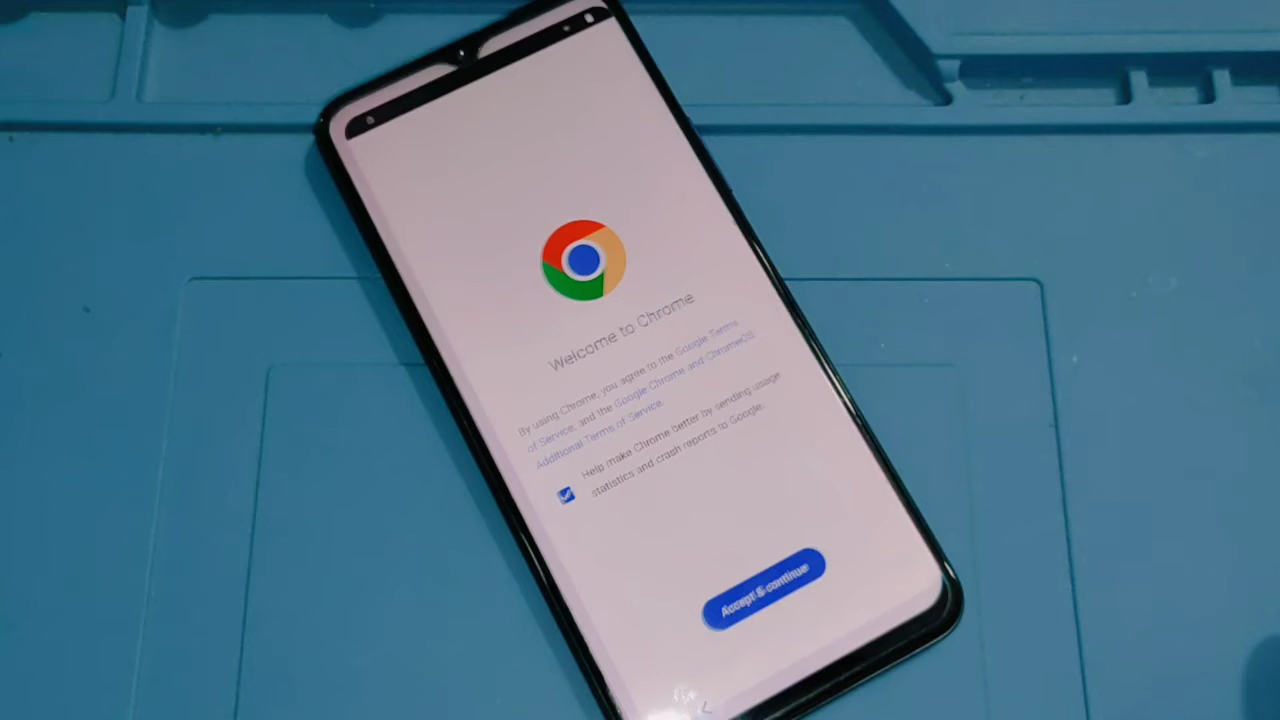 Welcome to Chrome
By using Chrome, you agree to the Google Terms
of Service, and the Google Chrome and ChromeOS
Additional Terms of Service.
Help make Chrome better by sending usage
statistics and crash reports to Google.
Accept & continue